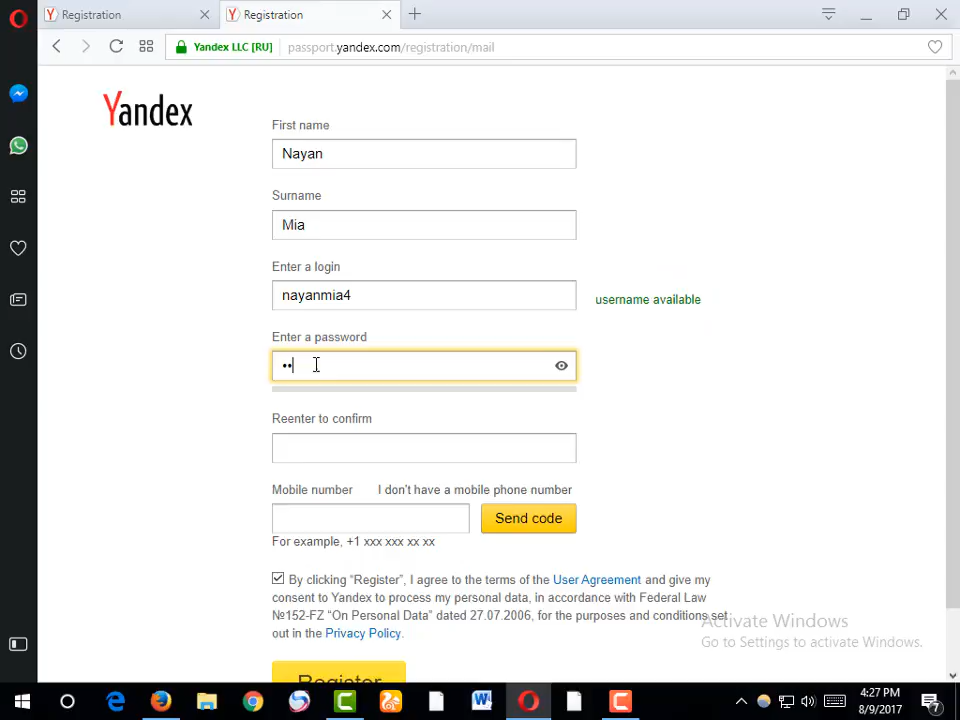 Registration
Registration
Yandex LLC [RU]
passport.yandex.com/registration/mail
Yandex
First name
Nayan
Surname
Mia
Enter a login
nayanmia4
username available
Enter a password
••
Reenter to confirm
Mobile number
I don't have a mobile phone number
Send code
For example, +1 xxx xxx xx xx
By clicking “Register”, I agree to the terms of the User Agreement and give my
consent to Yandex to process my personal data, in accordance with Federal Law
№152-FZ “On Personal Data” dated 27.07.2006, for the purposes and conditions set
out in the Privacy Policy.
Activate Windows
Go to Settings to activate Windows.
Register
4:27 PM
8/9/2017
7